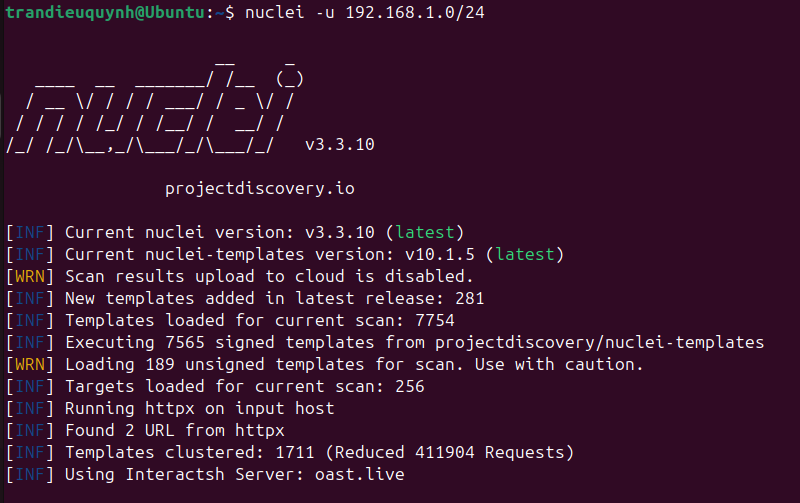 trandieuquynh@Ubuntu:~$ nuclei -u 192.168.1.0/24
                     __     _
   ____  __  _______/ /__  (_)
  / __ \/ / / / ___/ / _ \/ /
 / / / / /_/ / /__/ /  __/ /
/_/ /_/\__,_/\___/_/\___/_/   v3.3.10
projectdiscovery.io
[INF] Current nuclei version: v3.3.10 (latest)
[INF] Current nuclei-templates version: v10.1.5 (latest)
[WRN] Scan results upload to cloud is disabled.
[INF] New templates added in latest release: 281
[INF] Templates loaded for current scan: 7754
[INF] Executing 7565 signed templates from projectdiscovery/nuclei-templates
[WRN] Loading 189 unsigned templates for scan. Use with caution.
[INF] Targets loaded for current scan: 256
[INF] Running httpx on input host
[INF] Found 2 URL from httpx
[INF] Templates clustered: 1711 (Reduced 411904 Requests)
[INF] Using Interactsh Server: oast.live